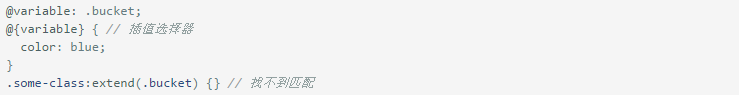 @variable: .bucket;
@{variable} { // 插值选择器
  color: blue;
}
.some-class:extend(.bucket) {} // 找不到匹配